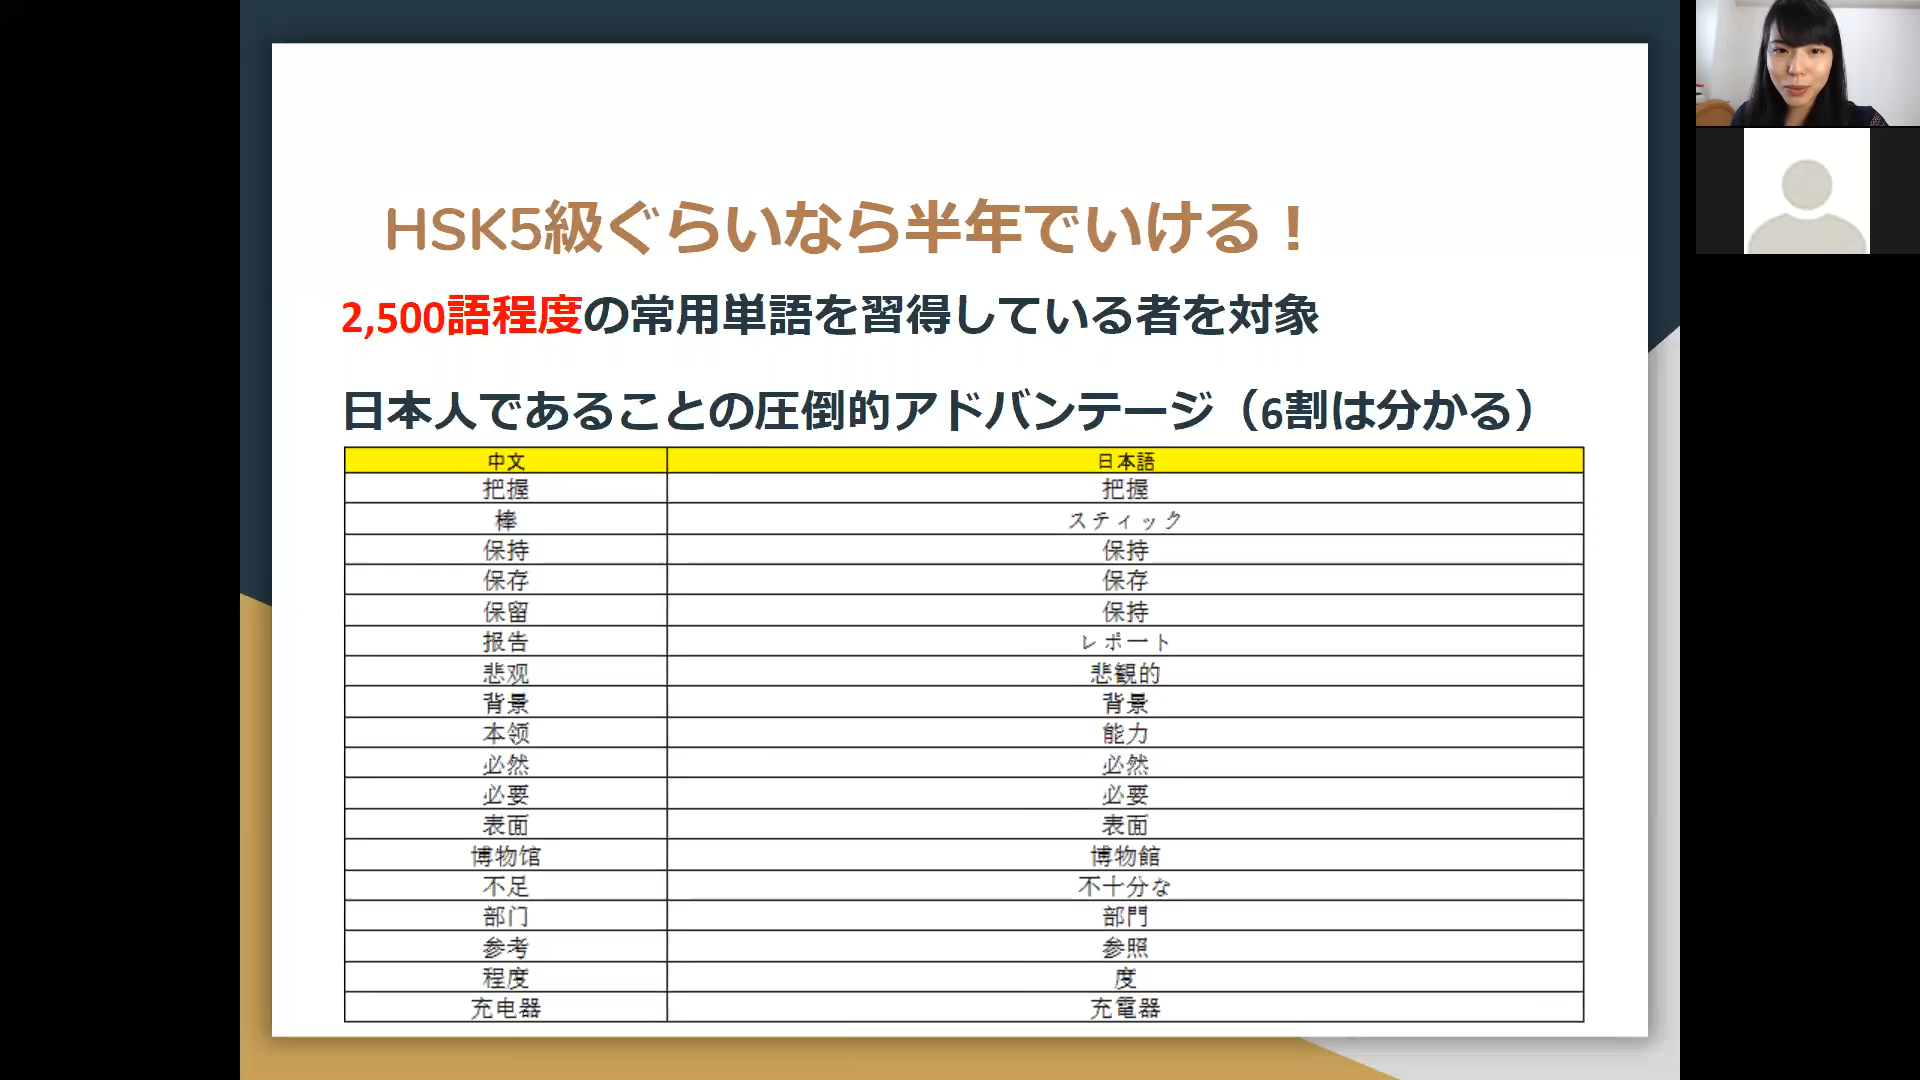 HSK5級ぐらいなら半年でいける！
2,500語程度の常用単語を習得している者を対象
日本人であることの圧倒的アドバンテージ（6割は分かる）
中文 日本語
把握 把握
棒 スティック
保持 保持
保存 保存
保留 保持
报告 レポート
悲观 悲観的
背景 背景
本领 能力
必然 必然
必要 必要
表面 表面
博物馆 博物館
不足 不十分な
部门 部門
参考 参照
程度 度
充电器 充電器